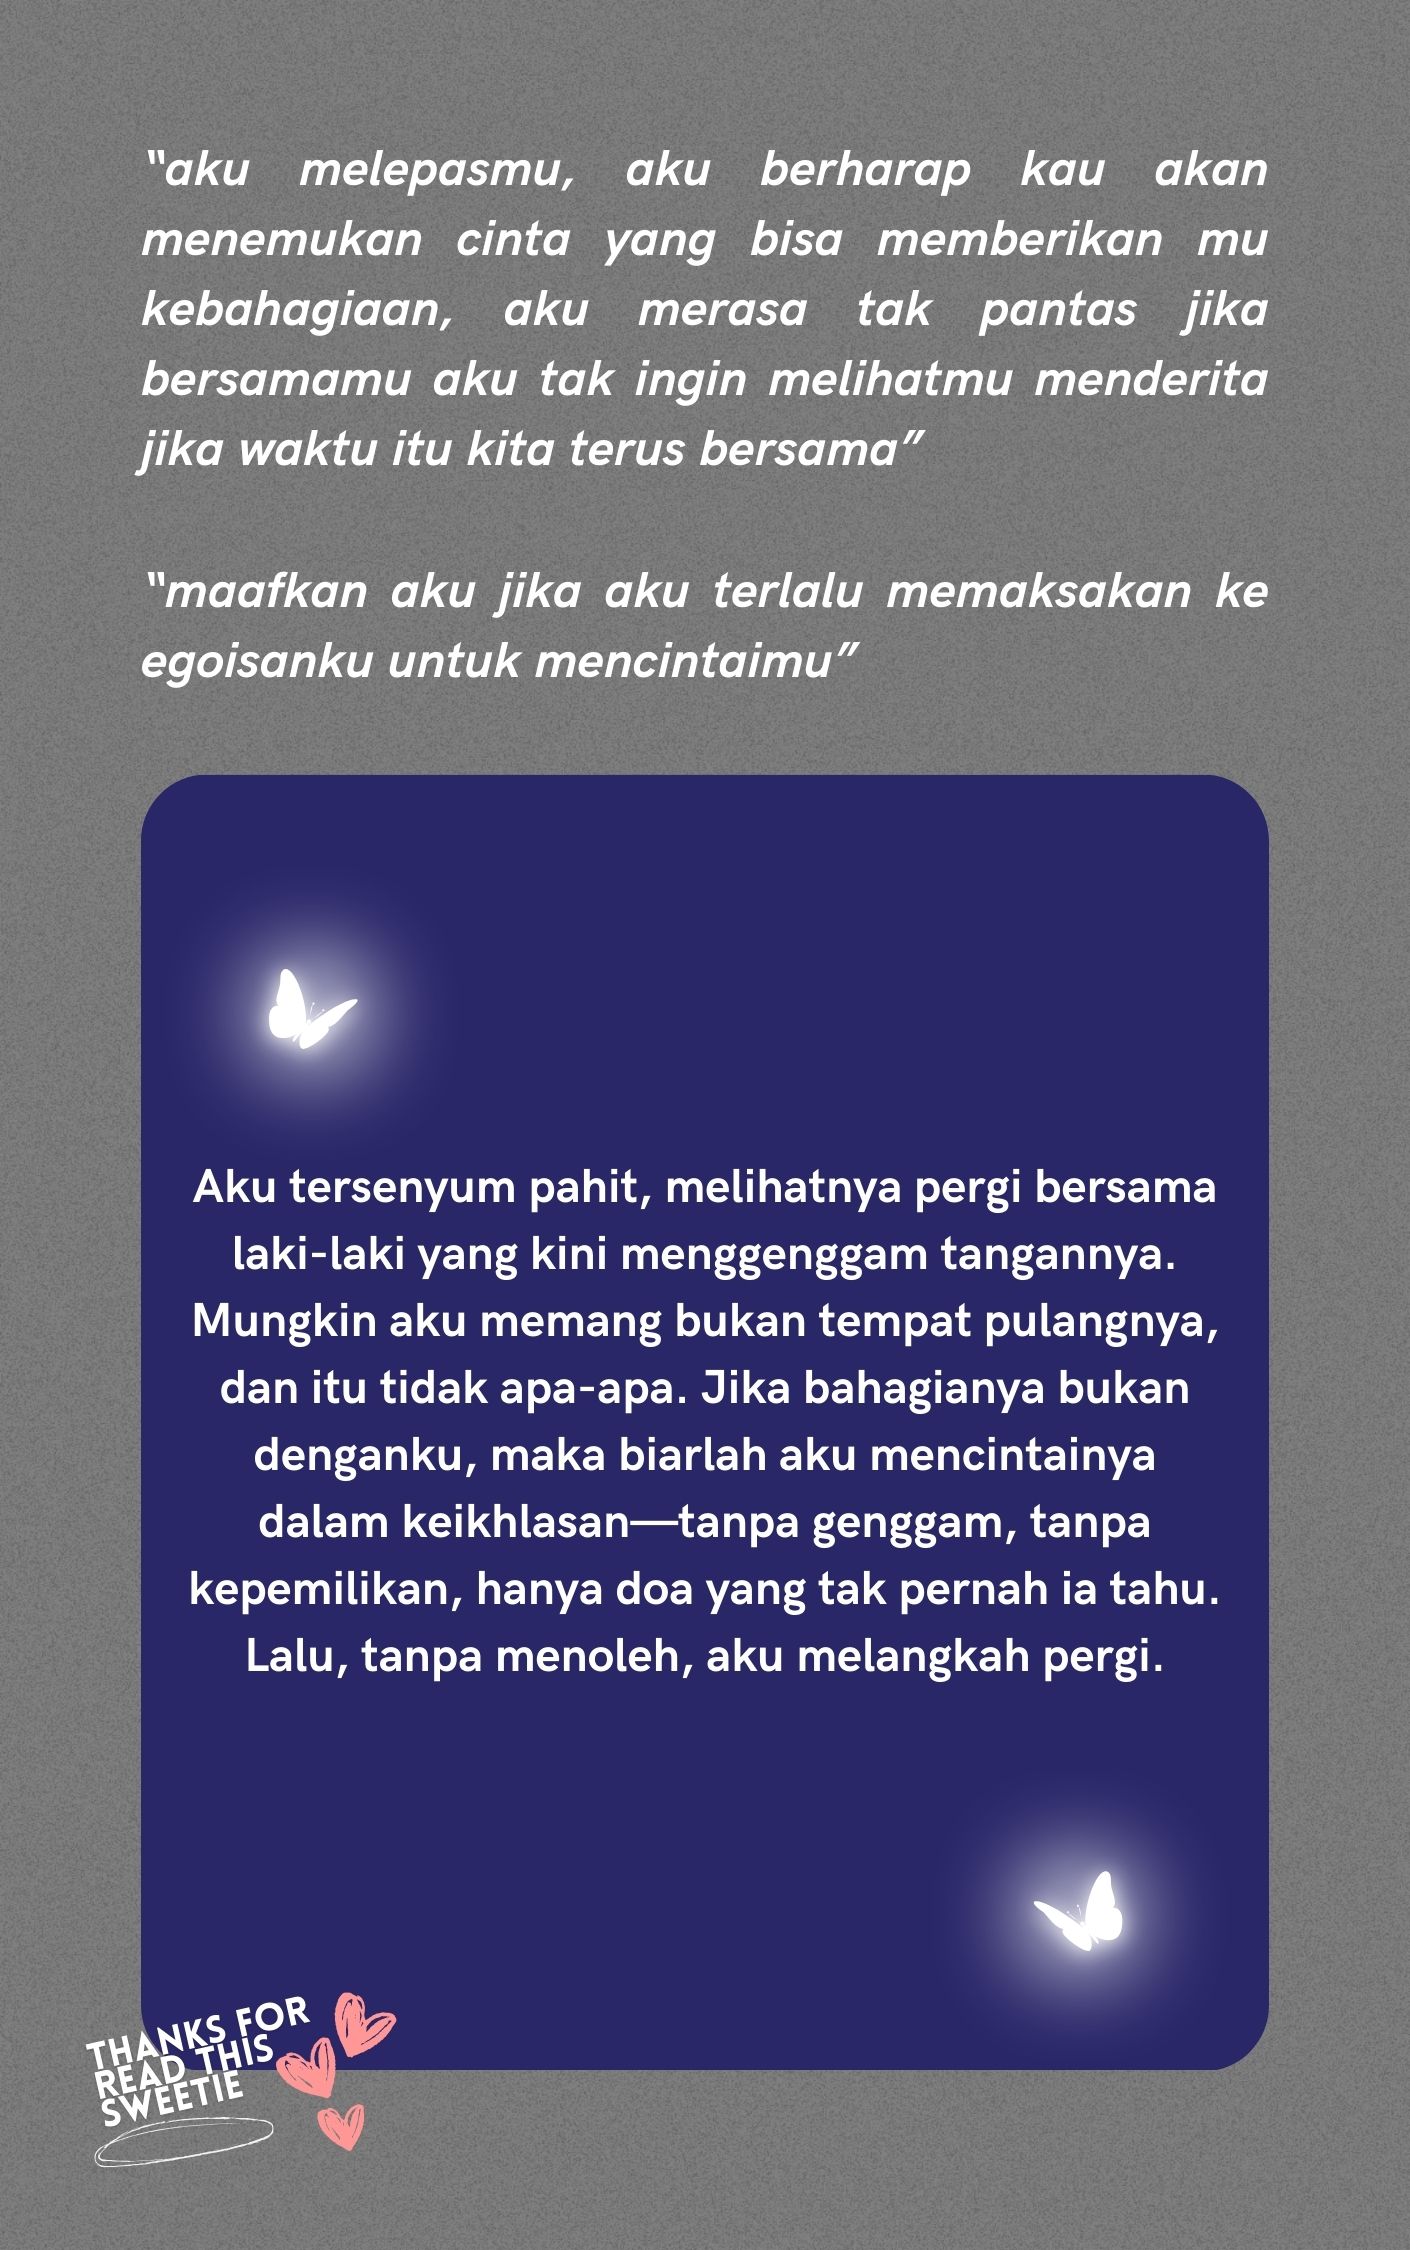 “aku melepasmu, aku berharap kau akan
menemukan cinta yang bisa memberikan mu
kebahagiaan, aku merasa tak pantas jika
bersamamu aku tak ingin melihatmu menderita
jika waktu itu kita terus bersama”
“maafkan aku jika aku terlalu memaksakan ke
egoisanku untuk mencintaimu”
Aku tersenyum pahit, melihatnya pergi bersama
laki-laki yang kini menggenggam tangannya.
Mungkin aku memang bukan tempat pulangnya,
dan itu tidak apa-apa. Jika bahagianya bukan
denganku, maka biarlah aku mencintainya
dalam keikhlasan—tanpa genggam, tanpa
kepemilikan, hanya doa yang tak pernah ia tahu.
Lalu, tanpa menoleh, aku melangkah pergi.
THANKS FOR
READ THIS
SWEETIE